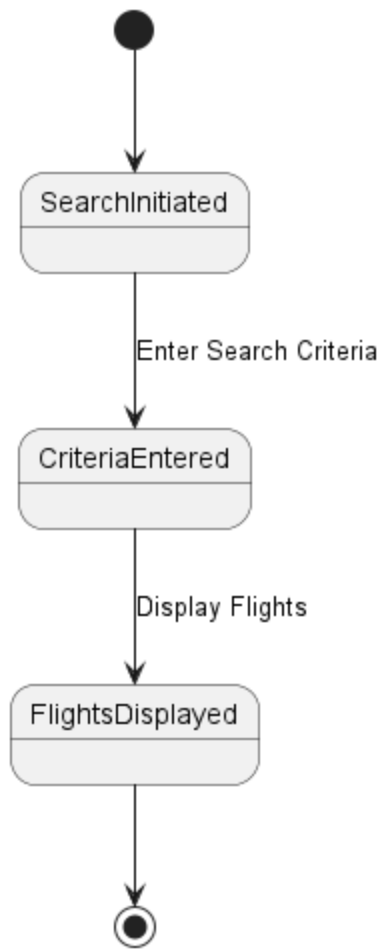 SearchInitiated
Enter Search Criteria
CriteriaEntered
Display Flights
FlightsDisplayed